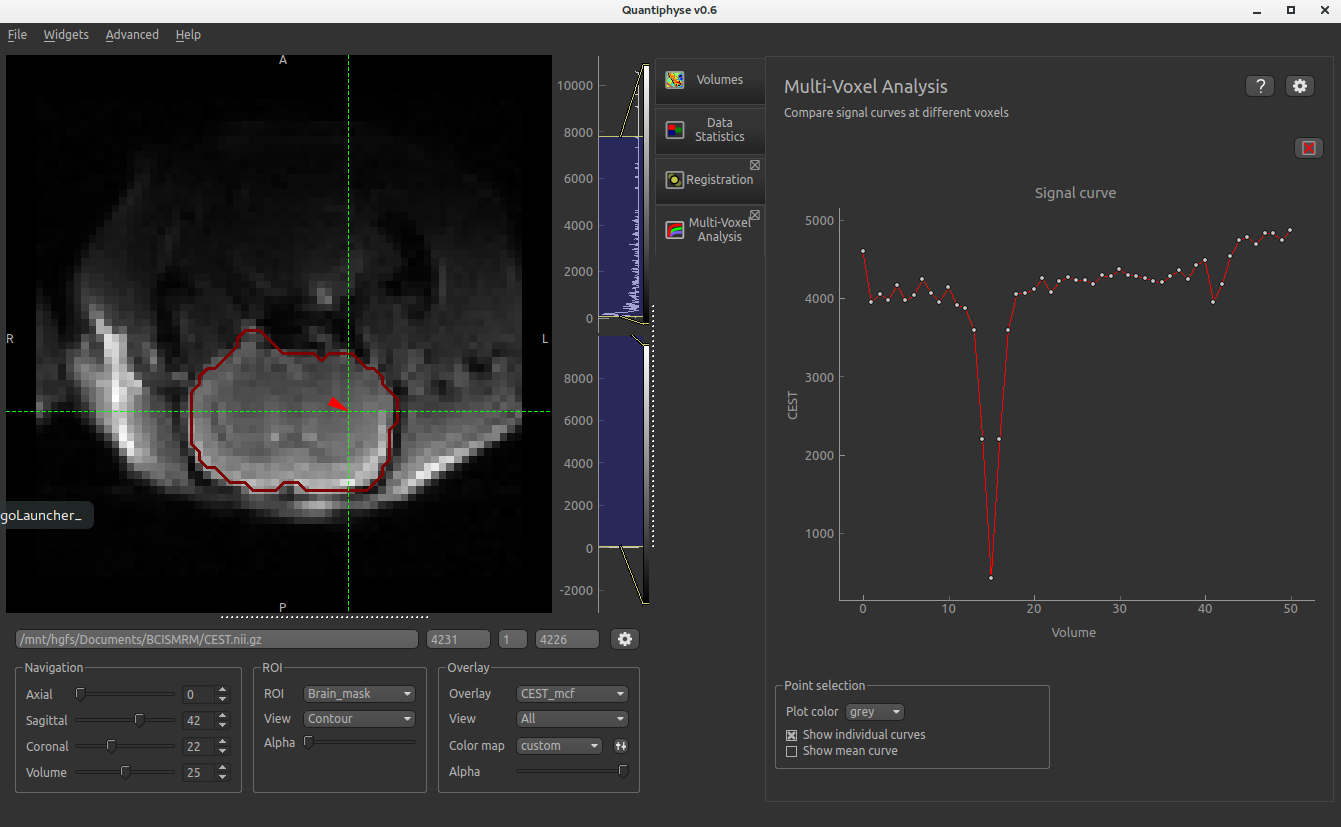 Quantiphyse v0.6
File Widgets Advanced Help
A
R
L
P
10000
8000
6000
4000
2000
0
8000
6000
4000
2000
0
-2000
goLauncher_
Volumes
Data
Statistics
Registration
Multi-Voxel
Analysis
Multi-Voxel Analysis
?
Compare signal curves at different voxels
Signal curve
5000
4000
3000
2000
1000
CEST
0 10 20 30 40 50
Volume
/mnt/hgfs/Documents/BCISMRM/CEST.nii.gz 4231 1 4226
Navigation
Axial 0
Sagittal 42
Coronal 22
Volume 25
ROI
ROI Brain_mask
View Contour
Alpha
Overlay
Overlay CEST_mcf
View All
Color map custom
Alpha
Point selection
Plot color grey
Show individual curves
Show mean curve